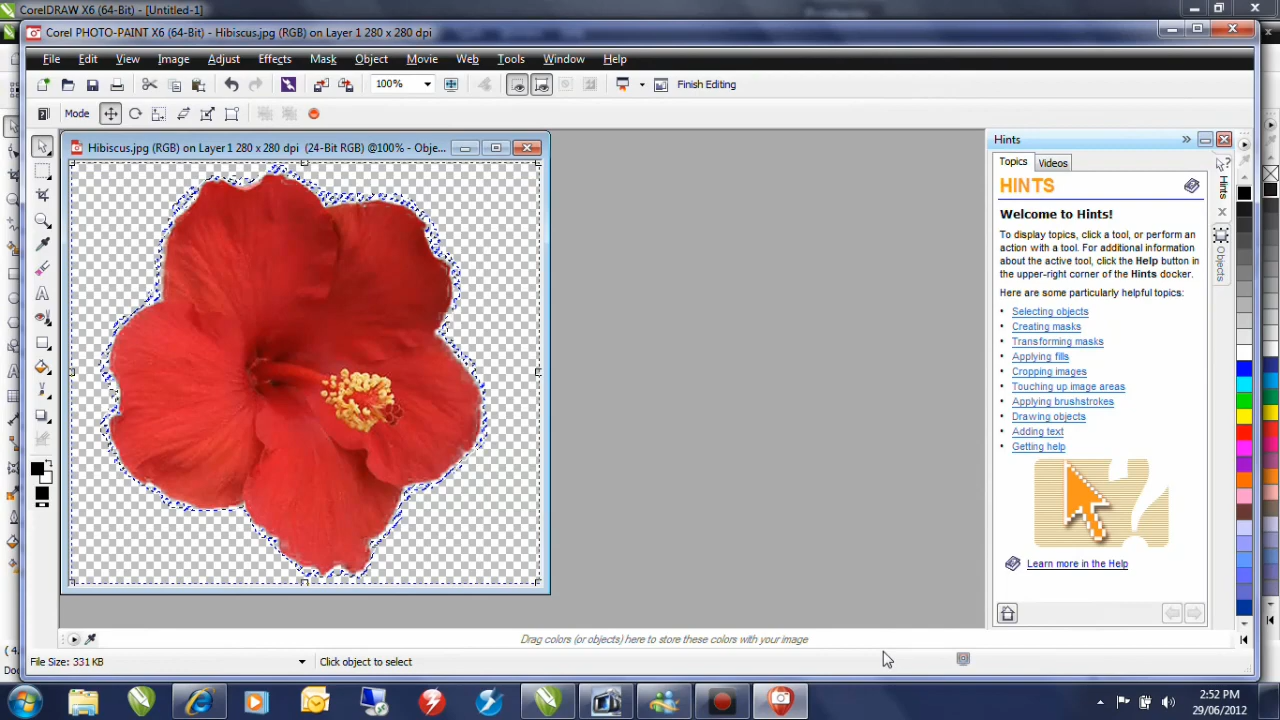 CorelDRAW X6 (64-Bit) - [Untitled-1]
Corel PHOTO-PAINT X6 (64-Bit) - Hibiscus.jpg (RGB) on Layer 1 280 x 280 dpi
File Edit View Image Adjust Effects Mask Object Movie Web Tools Window Help
100%
Finish Editing
Mode
Hibiscus.jpg (RGB) on Layer 1 280 x 280 dpi (24-Bit RGB) @100% - Obje...
Hints
Topics Videos
HINTS
Welcome to Hints!
To display topics, click a tool, or perform an
action with a tool. For additional information
about the active tool, click the Help button in
the upper-right corner of the Hints docker.
Here are some particularly helpful topics:
• Selecting objects
• Creating masks
• Transforming masks
• Applying fills
• Cropping images
• Touching up image areas
• Applying brushstrokes
• Drawing objects
• Adding text
• Getting help
Learn more in the Help
Hints
Objects
Drag colors (or objects) here to store these colors with your image
File Size: 331 KB
Click object to select
2:52 PM
29/06/2012